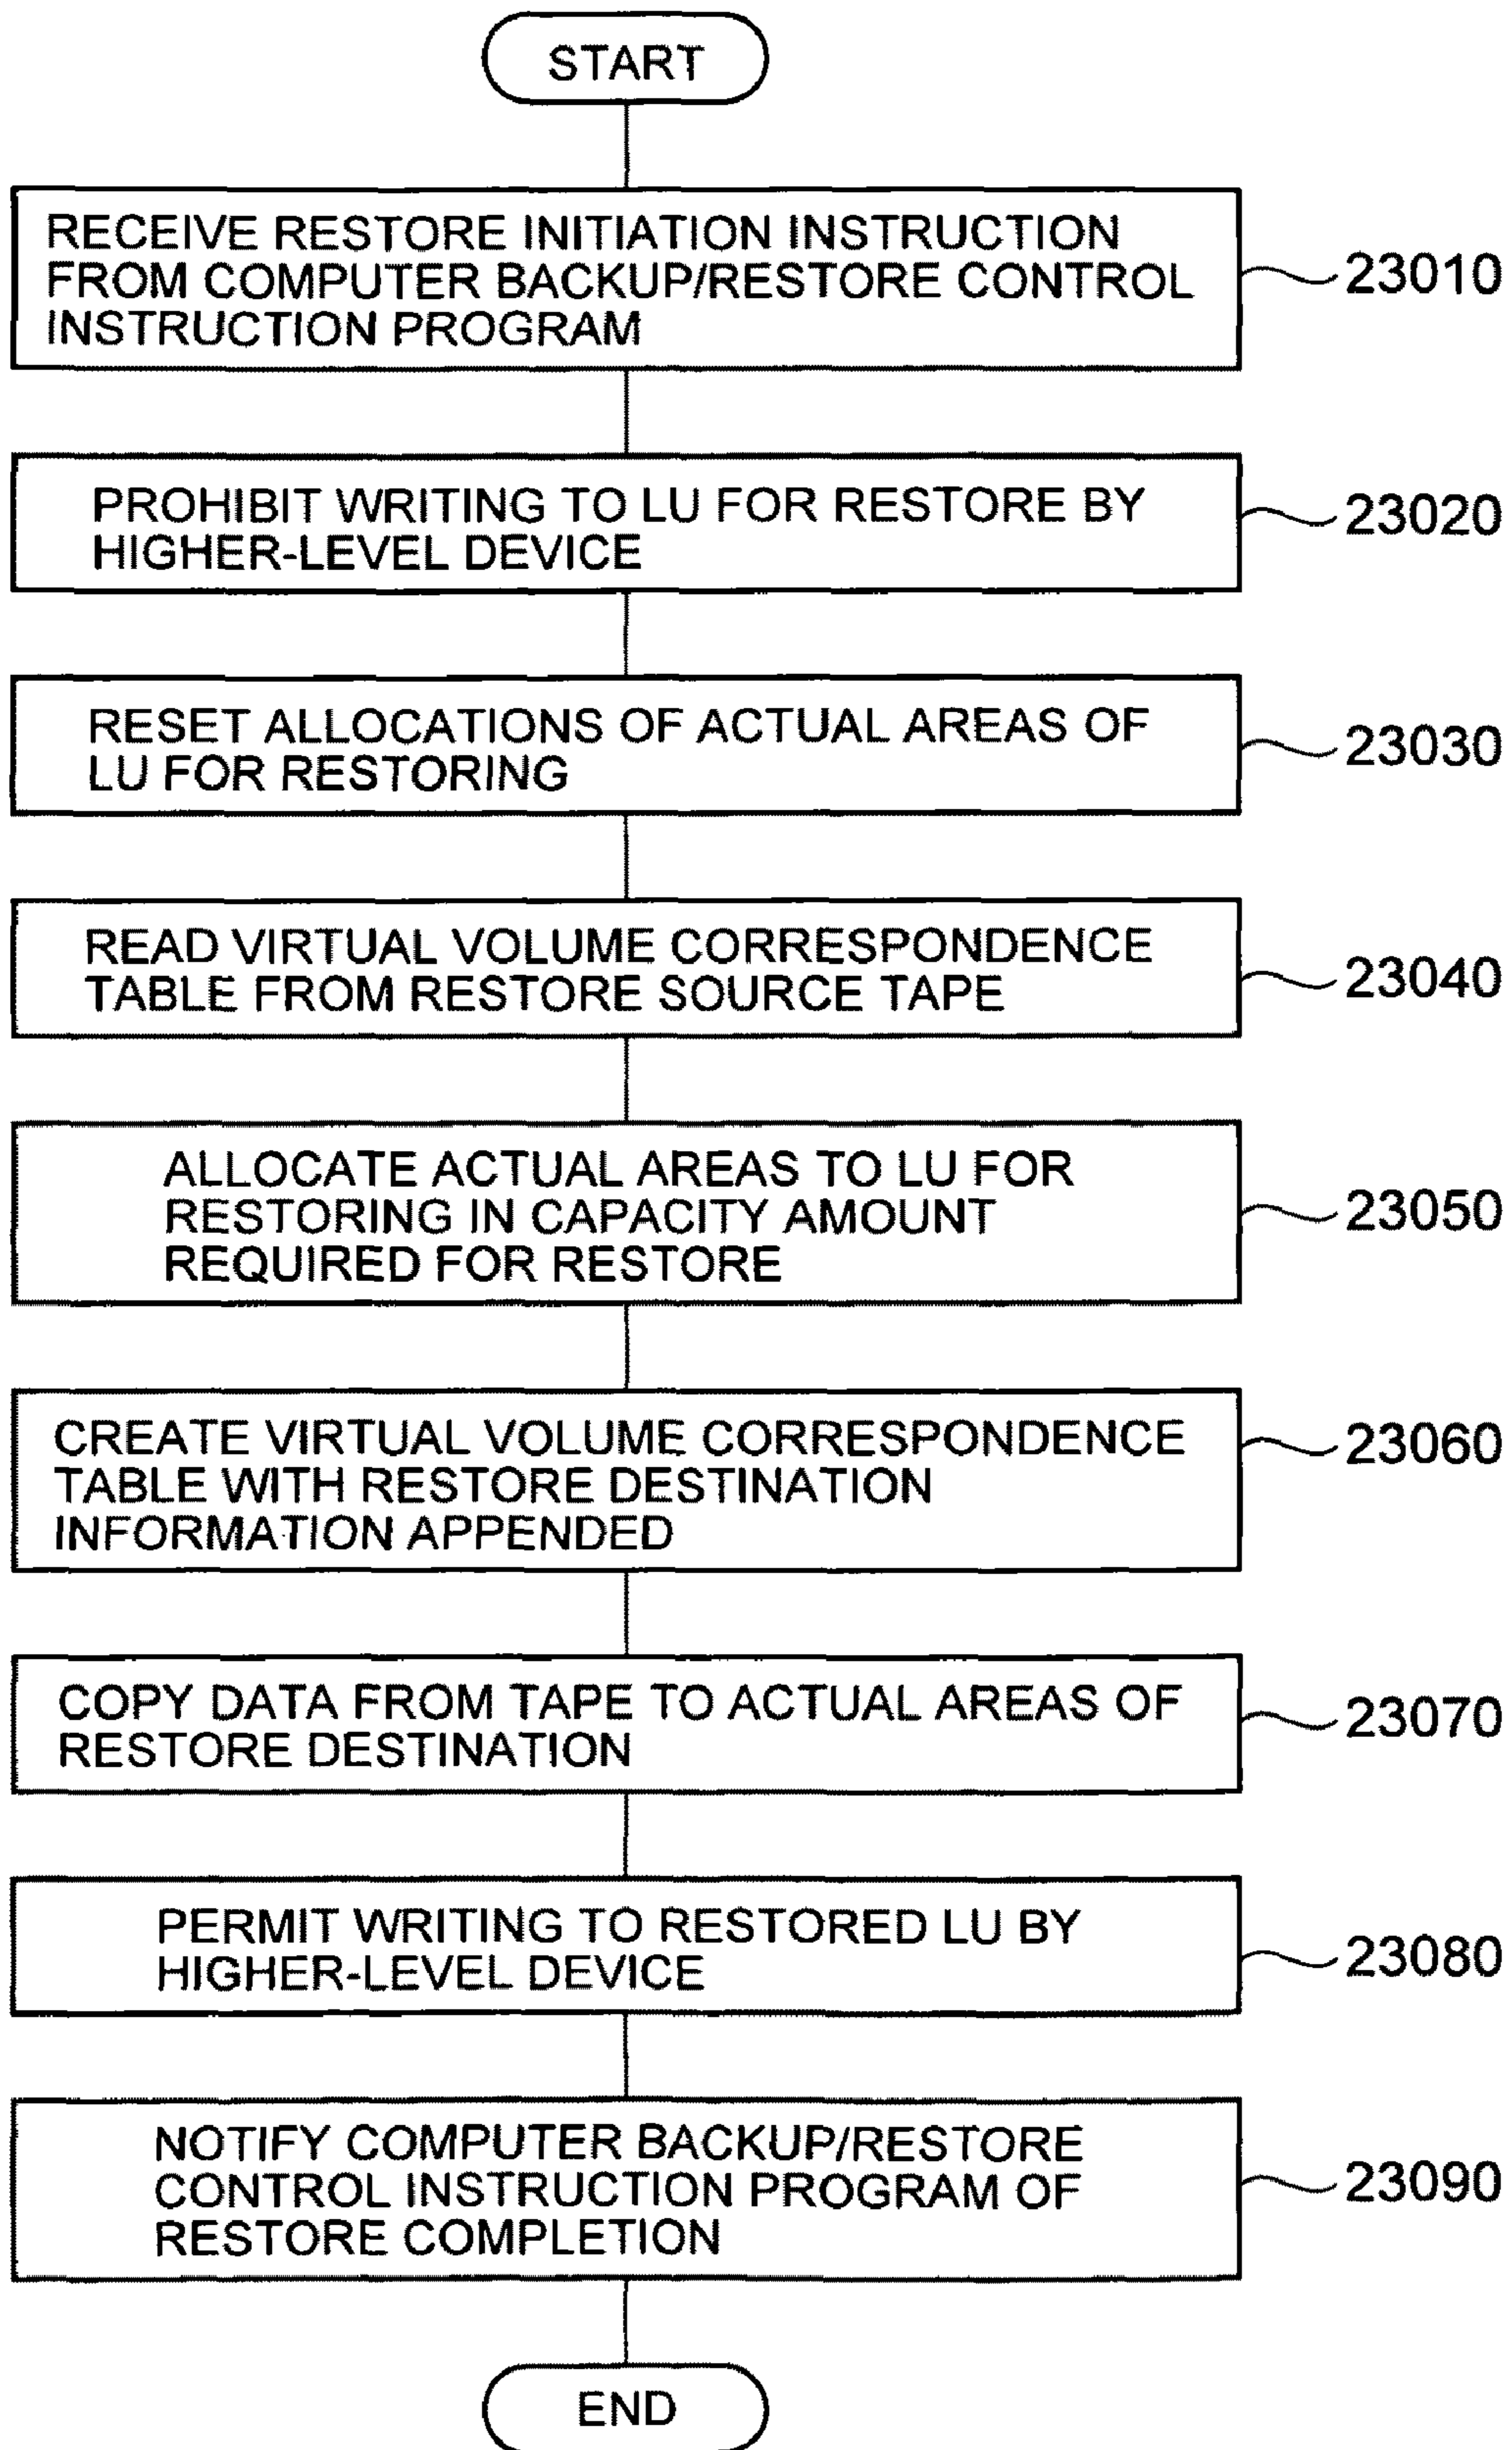 START
RECEIVE RESTORE INITIATION INSTRUCTION
FROM COMPUTER BACKUP/RESTORE CONTROL
INSTRUCTION PROGRAM
23010
PROHIBIT WRITING TO LU FOR RESTORE BY
HIGHER-LEVEL DEVICE
23020
RESET ALLOCATIONS OF ACTUAL AREAS OF
LU FOR RESTORING
23030
READ VIRTUAL VOLUME CORRESPONDENCE
TABLE FROM RESTORE SOURCE TAPE
23040
ALLOCATE ACTUAL AREAS TO LU FOR
RESTORING IN CAPACITY AMOUNT
REQUIRED FOR RESTORE
23050
CREATE VIRTUAL VOLUME CORRESPONDENCE
TABLE WITH RESTORE DESTINATION
INFORMATION APPENDED
23060
COPY DATA FROM TAPE TO ACTUAL AREAS OF
RESTORE DESTINATION
23070
PERMIT WRITING TO RESTORED LU BY
HIGHER-LEVEL DEVICE
23080
NOTIFY COMPUTER BACKUP/RESTORE
CONTROL INSTRUCTION PROGRAM OF
RESTORE COMPLETION
23090
END